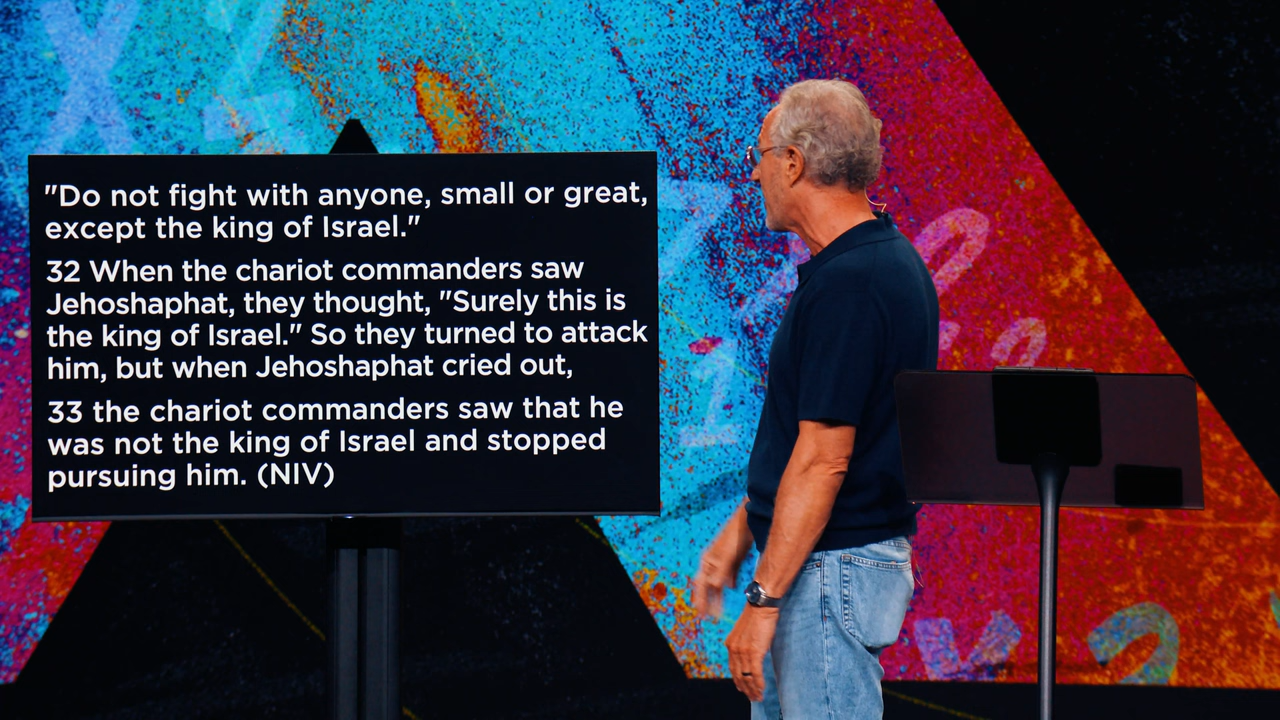 "Do not fight with anyone, small or great,
except the king of Israel."
32 When the chariot commanders saw
Jehoshaphat, they thought, "Surely this is
the king of Israel." So they turned to attack
him, but when Jehoshaphat cried out,
33 the chariot commanders saw that he
was not the king of Israel and stopped
pursuing him. (NIV)